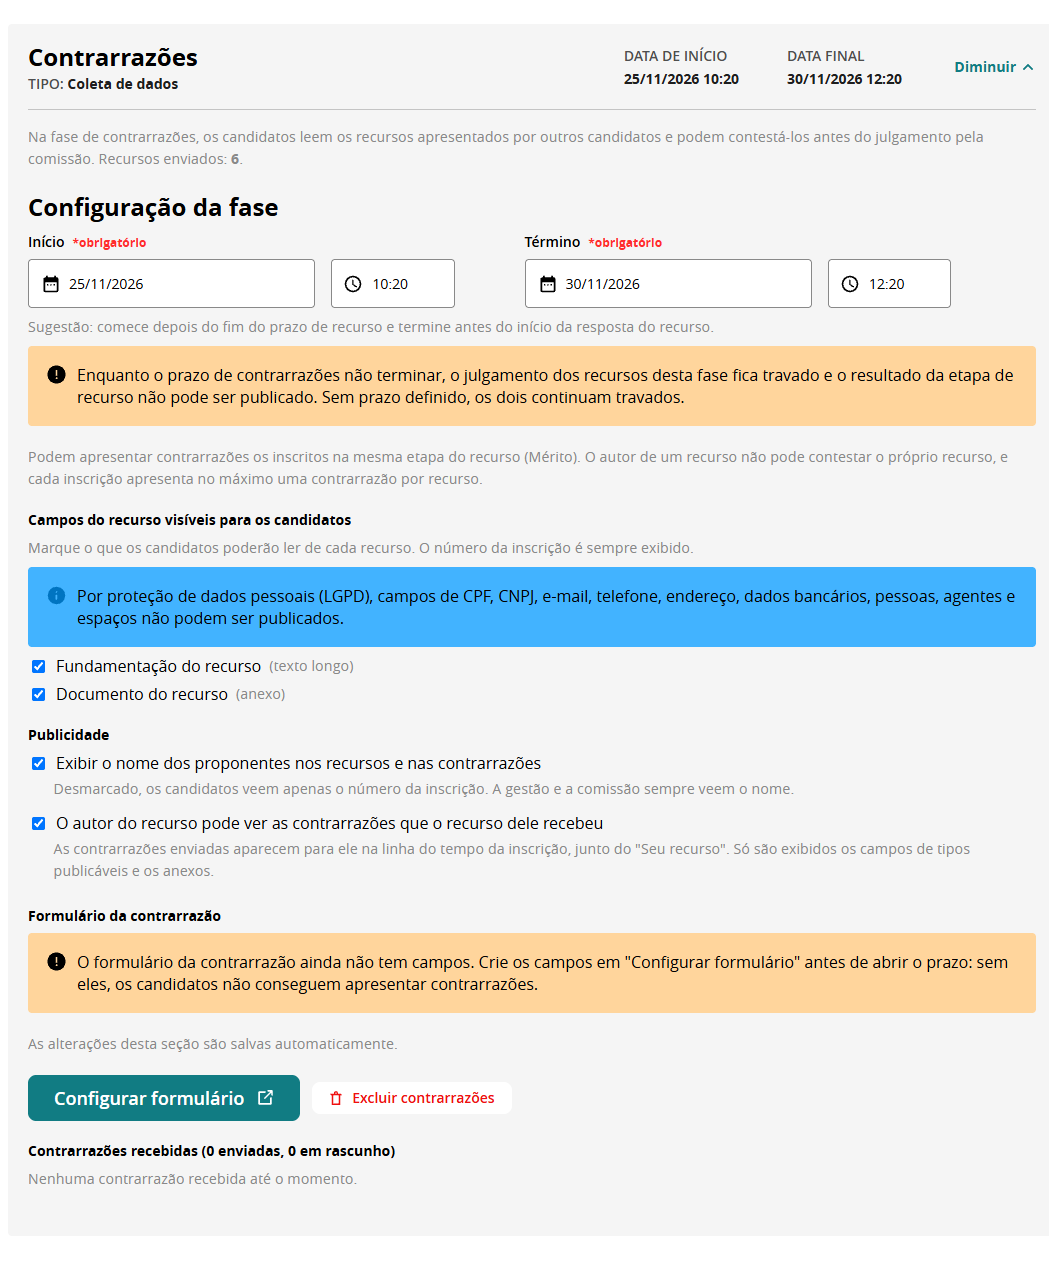 Contrarrazões
TIPO: Coleta de dados
DATA DE INÍCIO
25/11/2026 10:20
DATA FINAL
30/11/2026 12:20
Diminuir
Na fase de contrarrazões, os candidatos leem os recursos apresentados por outros candidatos e podem contestá-los antes do julgamento pela
comissão. Recursos enviados: 6.
Configuração da fase
Início *obrigatório
Término *obrigatório
25/11/2026
10:20
30/11/2026
12:20
Sugestão: comece depois do fim do prazo de recurso e termine antes do início da resposta do recurso.
Enquanto o prazo de contrarrazões não terminar, o julgamento dos recursos desta fase fica travado e o resultado da etapa de
recurso não pode ser publicado. Sem prazo definido, os dois continuam travados.
Podem apresentar contrarrazões os inscritos na mesma etapa do recurso (Mérito). O autor de um recurso não pode contestar o próprio recurso, e
cada inscrição apresenta no máximo uma contrarrazão por recurso.
Campos do recurso visíveis para os candidatos
Marque o que os candidatos poderão ler de cada recurso. O número da inscrição é sempre exibido.
Por proteção de dados pessoais (LGPD), campos de CPF, CNPJ, e-mail, telefone, endereço, dados bancários, pessoas, agentes e
espaços não podem ser publicados.
Fundamentação do recurso (texto longo)
Documento do recurso (anexo)
Publicidade
Exibir o nome dos proponentes nos recursos e nas contrarrazões
Desmarcado, os candidatos veem apenas o número da inscrição. A gestão e a comissão sempre veem o nome.
O autor do recurso pode ver as contrarrazões que o recurso dele recebeu
As contrarrazões enviadas aparecem para ele na linha do tempo da inscrição, junto do "Seu recurso". Só são exibidos os campos de tipos
publicáveis e os anexos.
Formulário da contrarrazão
O formulário da contrarrazão ainda não tem campos. Crie os campos em "Configurar formulário" antes de abrir o prazo: sem
eles, os candidatos não conseguem apresentar contrarrazões.
As alterações desta seção são salvas automaticamente.
Configurar formulário
Excluir contrarrazões
Contrarrazões recebidas (0 enviadas, 0 em rascunho)
Nenhuma contrarrazão recebida até o momento.